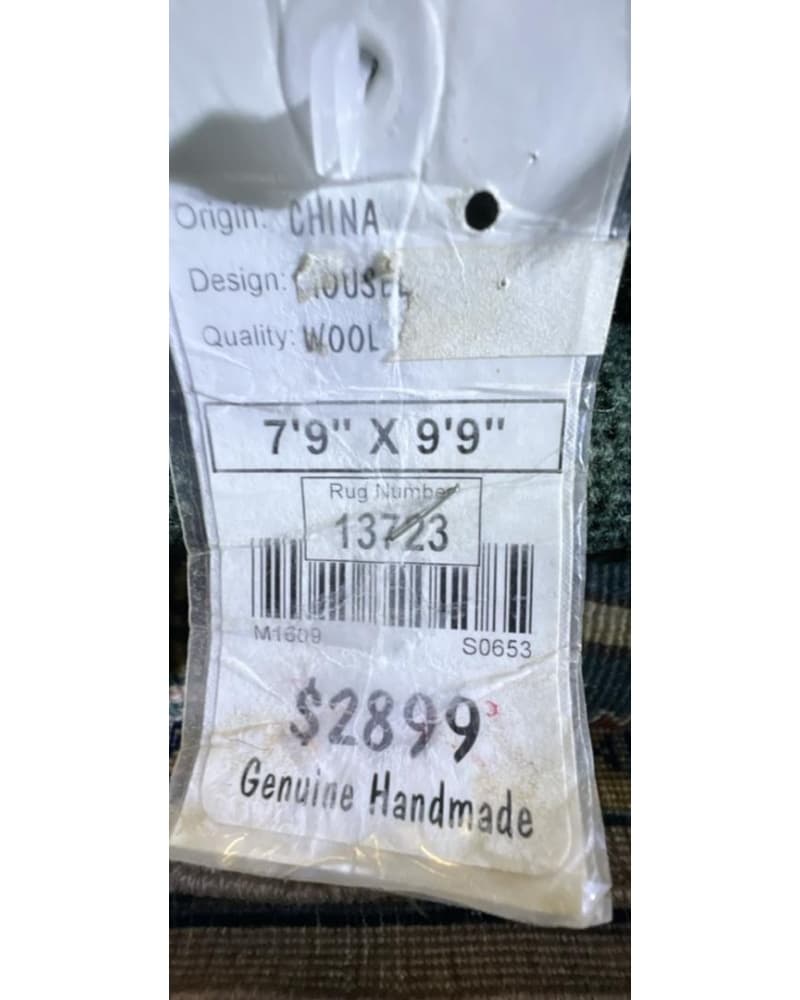 Origin: CHINA
Design:
Quality: WOOL
7'9" X 9'9"
Rug Number
13723
M1609
S0653
$2899
Genuine Handmade